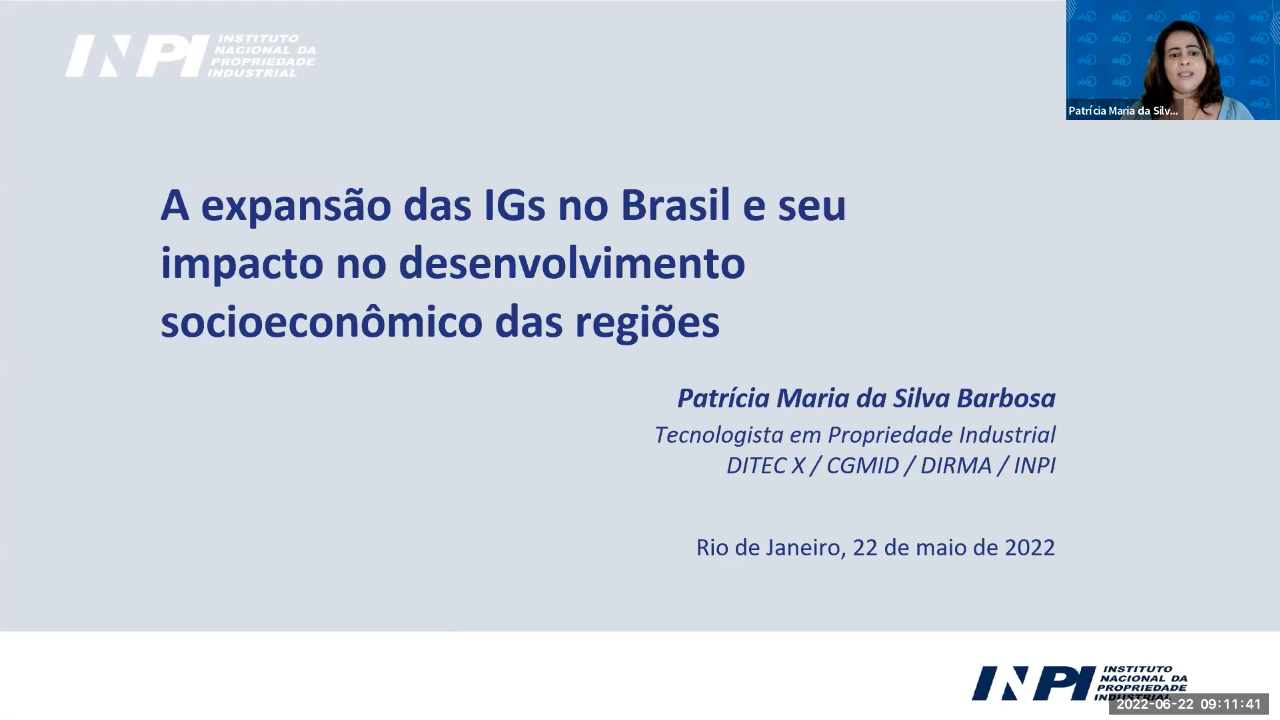 INPI INSTITUTO
NACIONAL DA
PROPRIEDADE
INDUSTRIAL
Patrícia Maria da Silv...
A expansão das IGs no Brasil e seu
impacto no desenvolvimento
socioeconômico das regiões
Patrícia Maria da Silva Barbosa
Tecnologista em Propriedade Industrial
DITEC X / CGMID / DIRMA / INPI
Rio de Janeiro, 22 de maio de 2022
INPI INSTITUTO
NACIONAL DA
PROPRIEDADE
INDUSTRIAL
2022-06-22 09:11:41